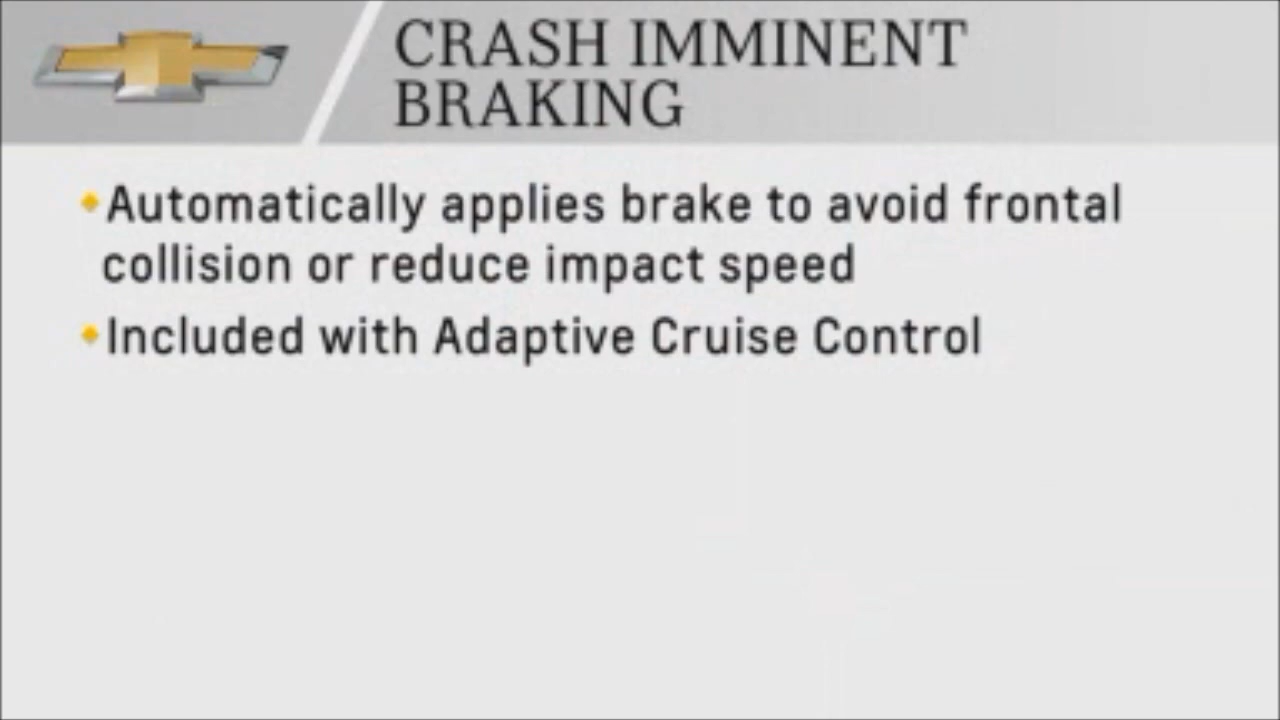 CRASH IMMINENT
BRAKING
Automatically applies brake to avoid frontal
collision or reduce impact speed
Included with Adaptive Cruise Control